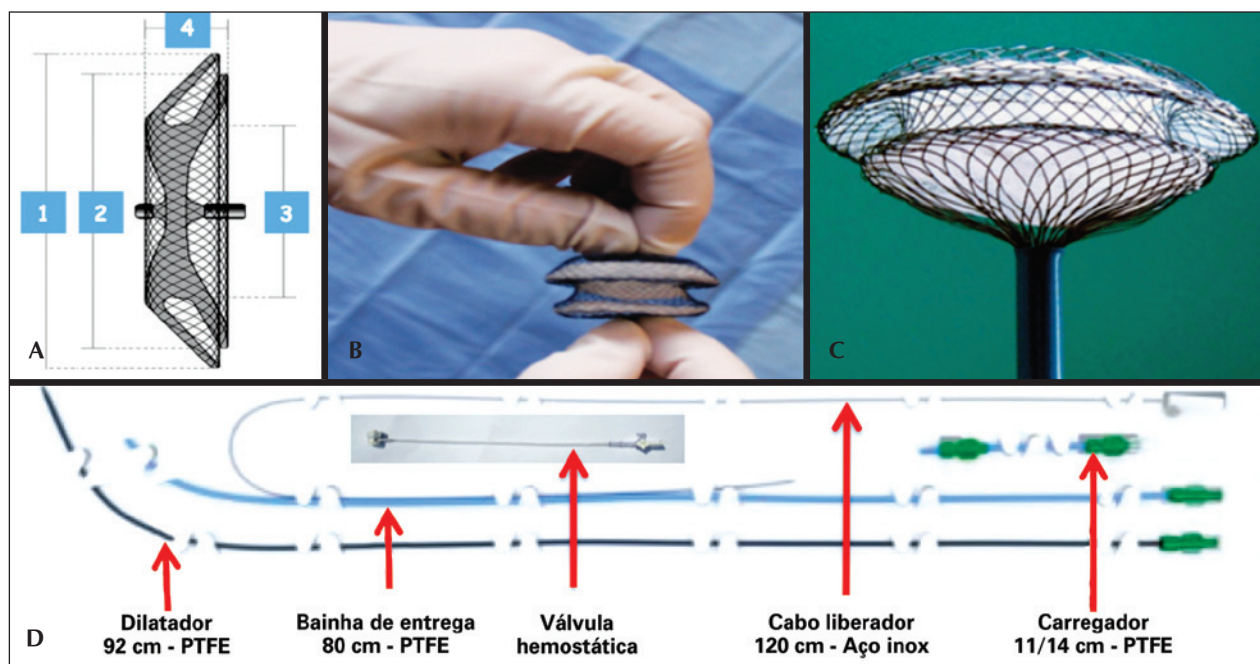 4
1
2
3
A
B
C
D
Dilatador
92 cm - PTFE
Bainha de entrega
80 cm - PTFE
Válvula
hemostática
Cabo liberador
120 cm - Aço inox
Carregador
11/14 cm - PTFE